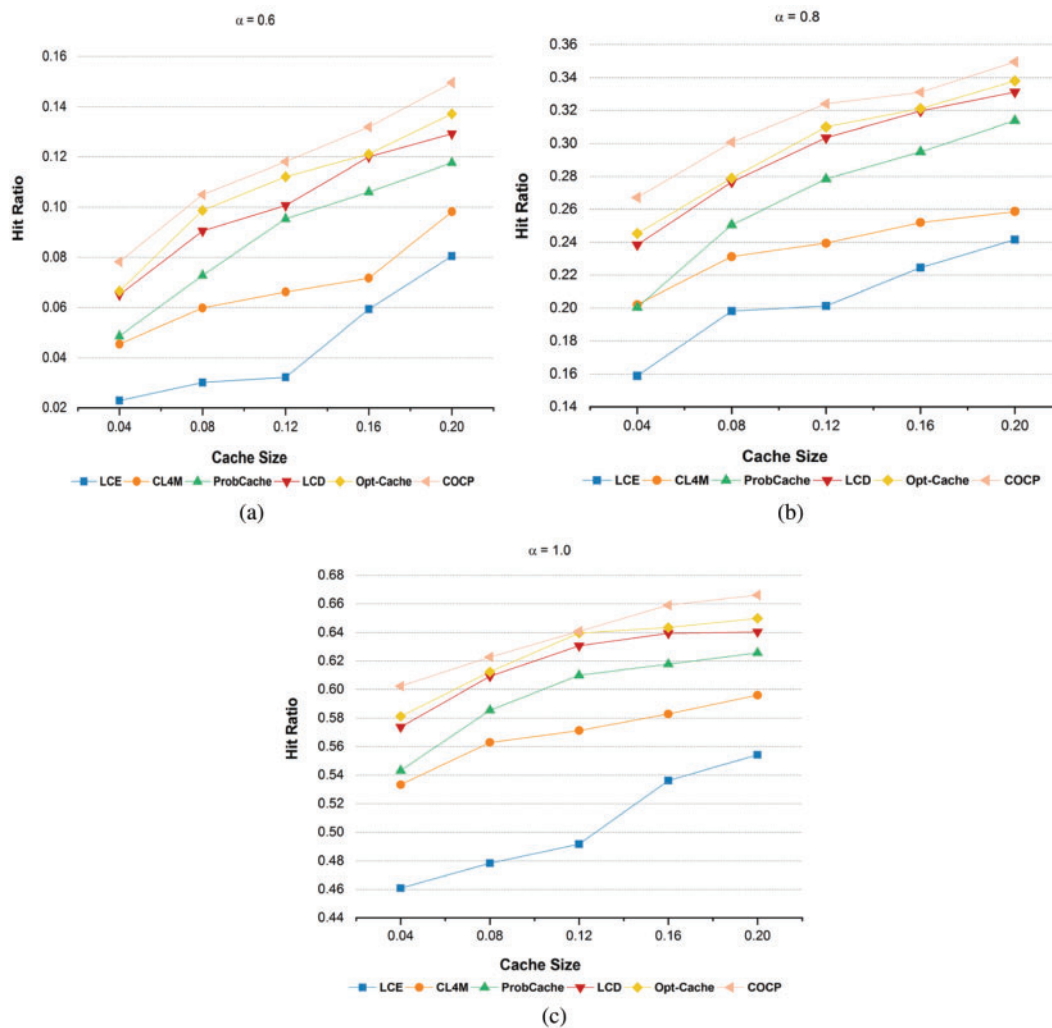 α = 0.6
0.16
0.14
0.12
0.10
0.08
0.06
0.04
0.02
Hit Ratio
0.04 0.08 0.12 0.16 0.20
Cache Size
LCE CL4M ProbCache LCD Opt-Cache COCP
(a)
α = 0.8
0.36
0.34
0.32
0.30
0.28
0.26
0.24
0.22
0.20
0.18
0.16
0.14
Hit Ratio
0.04 0.08 0.12 0.16 0.20
Cache Size
LCE CL4M ProbCache LCD Opt-Cache COCP
(b)
α = 1.0
0.68
0.66
0.64
0.62
0.60
0.58
0.56
0.54
0.52
0.50
0.48
0.46
0.44
Hit Ratio
0.04 0.08 0.12 0.16 0.20
Cache Size
LCE CL4M ProbCache LCD Opt-Cache COCP
(c)